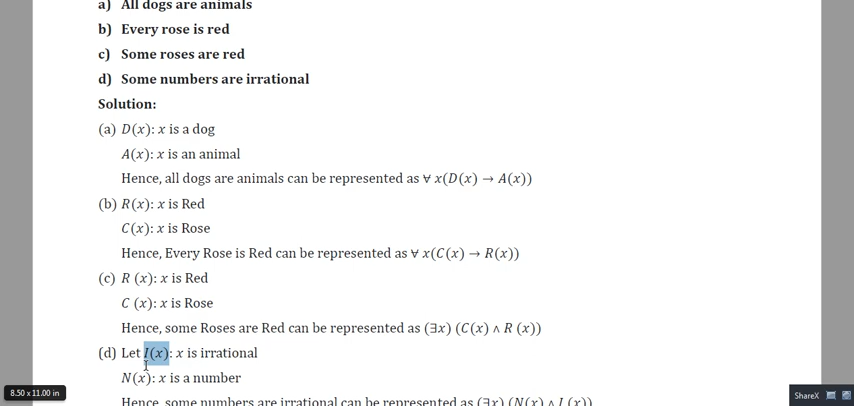 a) All dogs are animals
b) Every rose is red
c) Some roses are red
d) Some numbers are irrational
Solution:
(a) D(x): x is a dog
A(x): x is an animal
Hence, all dogs are animals can be represented as ∀ x(D(x) → A(x))
(b) R(x): x is Red
C(x): x is Rose
Hence, Every Rose is Red can be represented as ∀ x(C(x) → R(x))
(c) R (x): x is Red
C (x): x is Rose
Hence, some Roses are Red can be represented as (∃x) (C(x) ∧ R (x))
(d) Let I(x): x is irrational
N(x): x is a number
Hence, some numbers are irrational can be represented as (∃x) (N(x) ∧ I (x))
8.50 x 11.00 in
ShareX